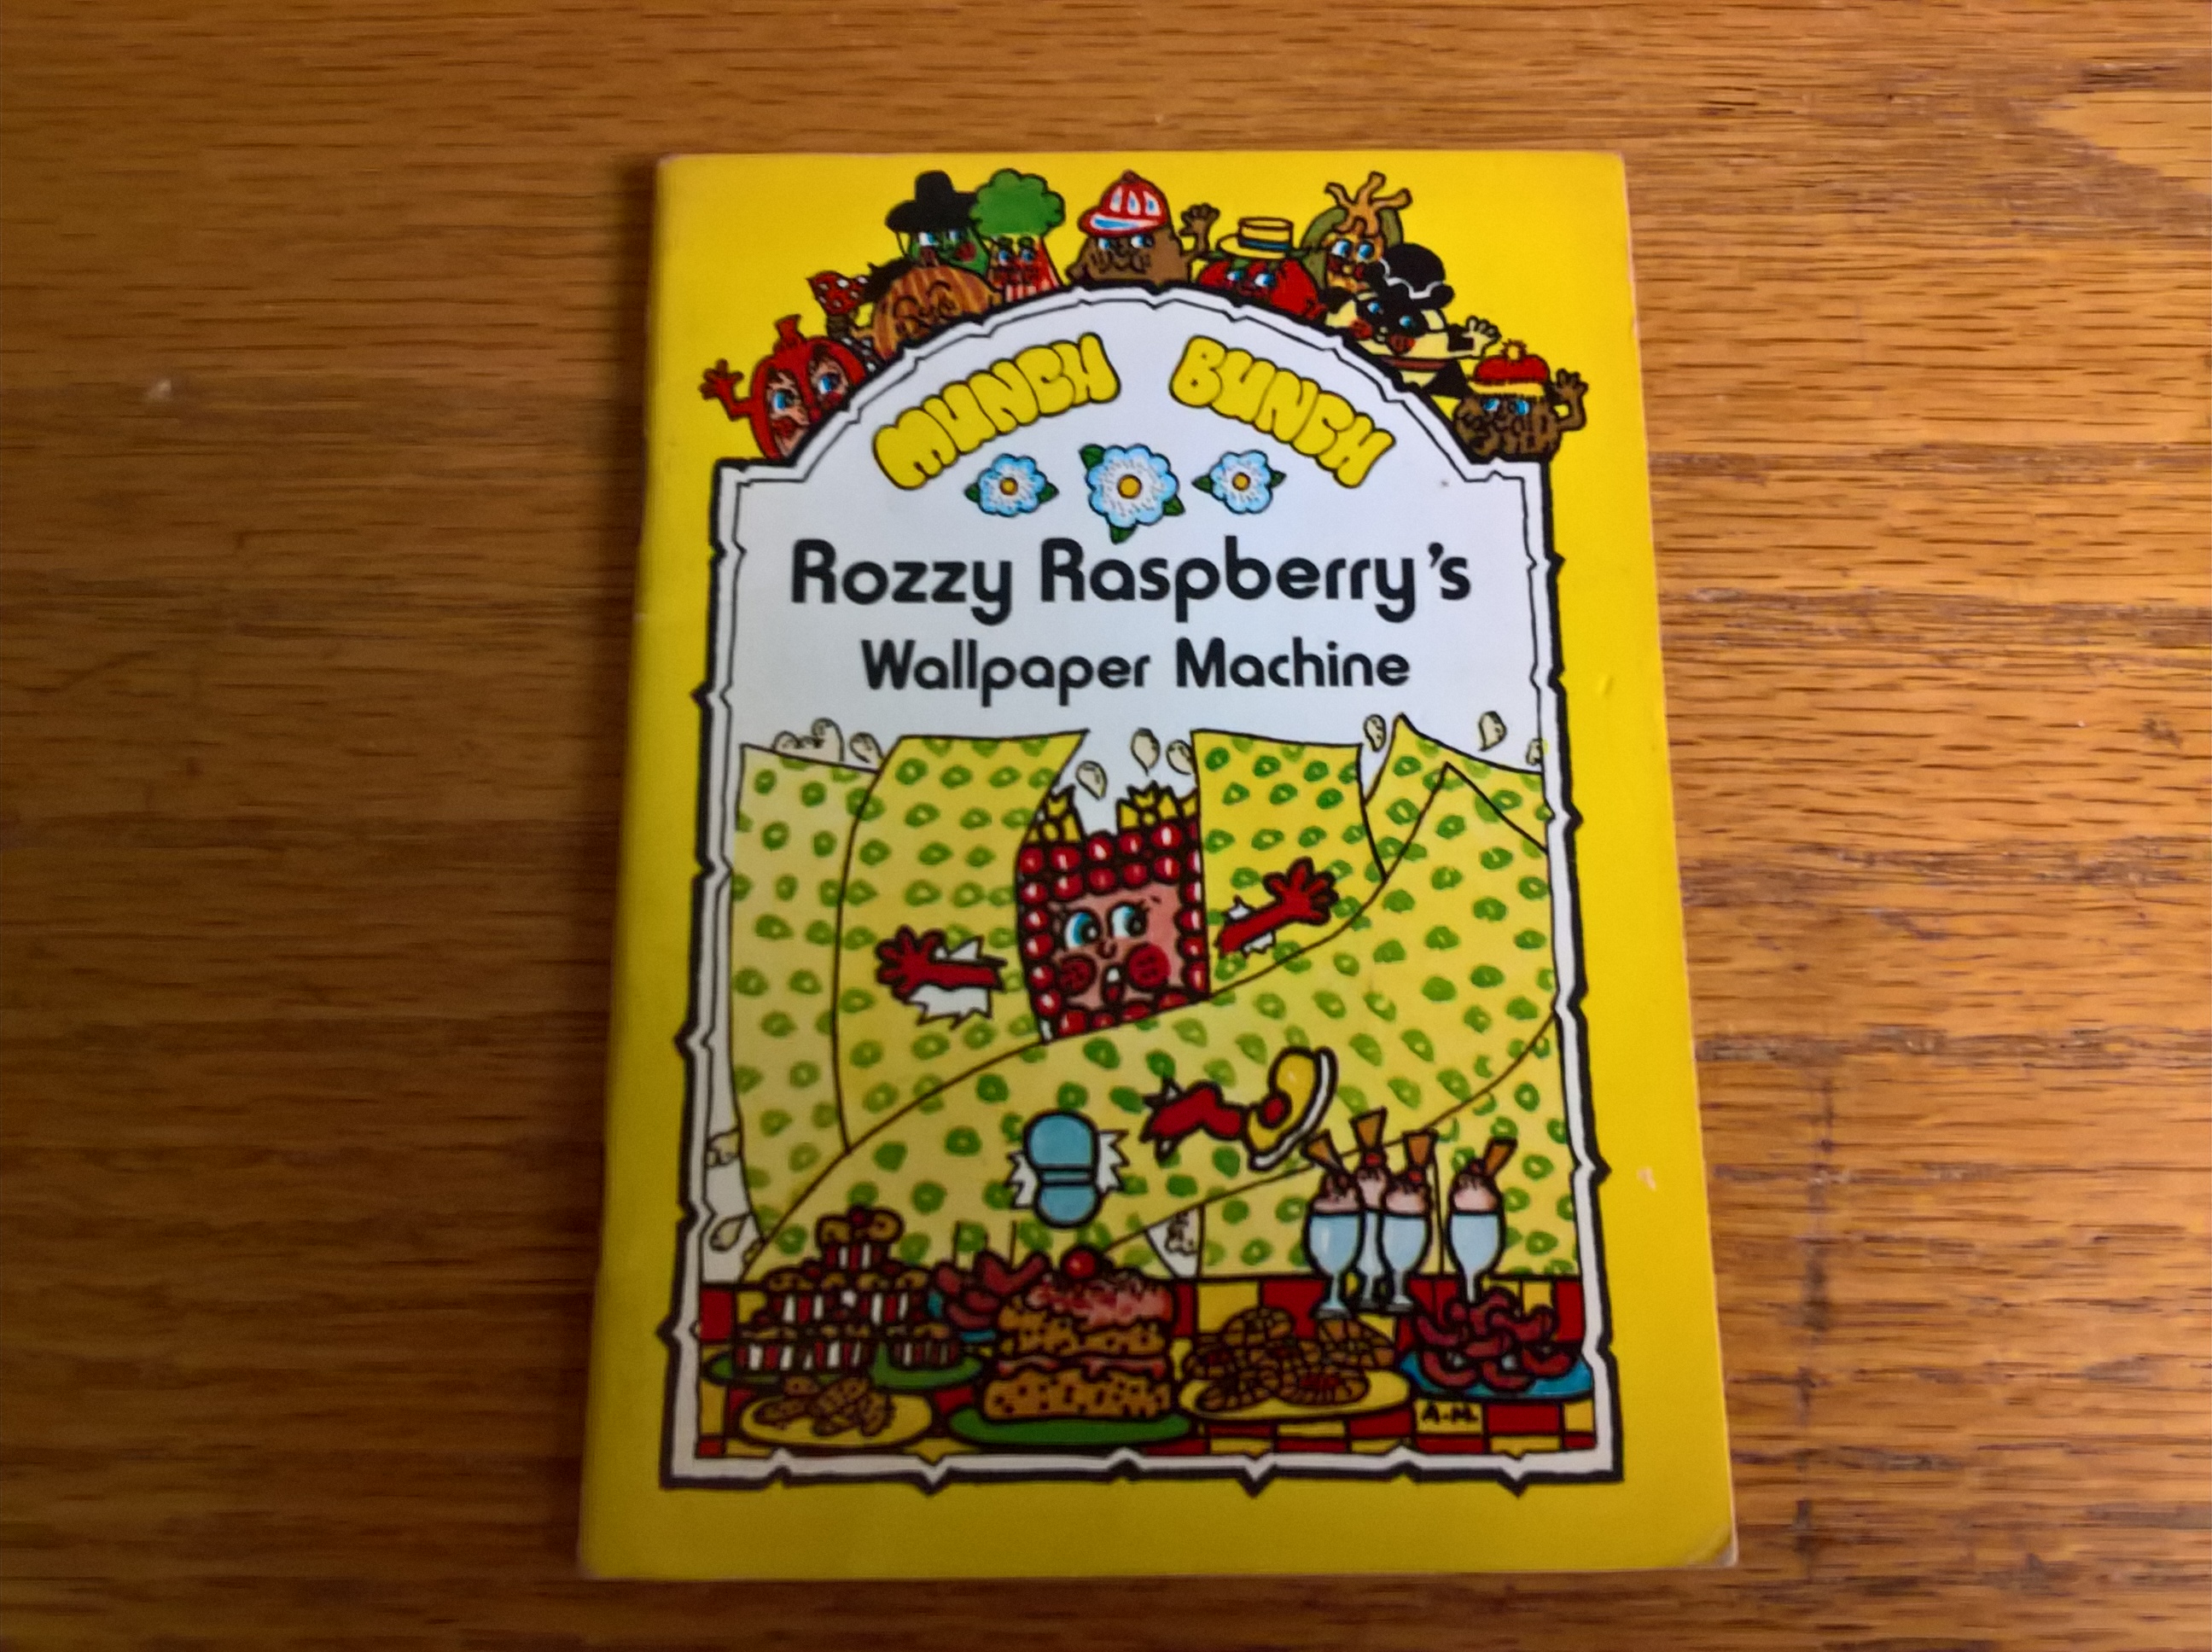 MUNCH BUNCH
Rozzy Raspberry's
Wallpaper Machine
A.M.